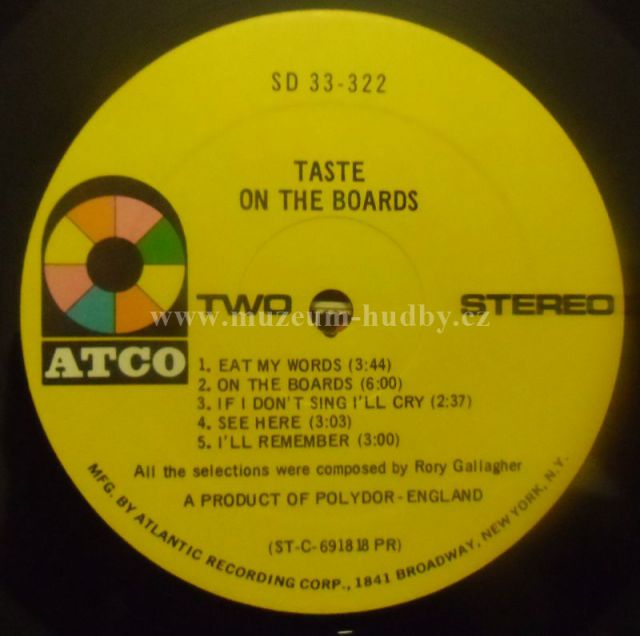 SD 33-322
TASTE
ON THE BOARDS
TWO
STEREO
www.muzeum-hudby.cz
ATCO
1. EAT MY WORDS (3:44)
2. ON THE BOARDS (6:00)
3. IF I DON'T SING I'LL CRY (2:37)
4. SEE HERE (3:03)
5. I'LL REMEMBER (3:00)
All the selections were composed by Rory Gallagher
A PRODUCT OF POLYDOR-ENGLAND
(ST-C-691818 PR)
MFG. BY ATLANTIC RECORDING CORP., 1841 BROADWAY, NEW YORK, N.Y.